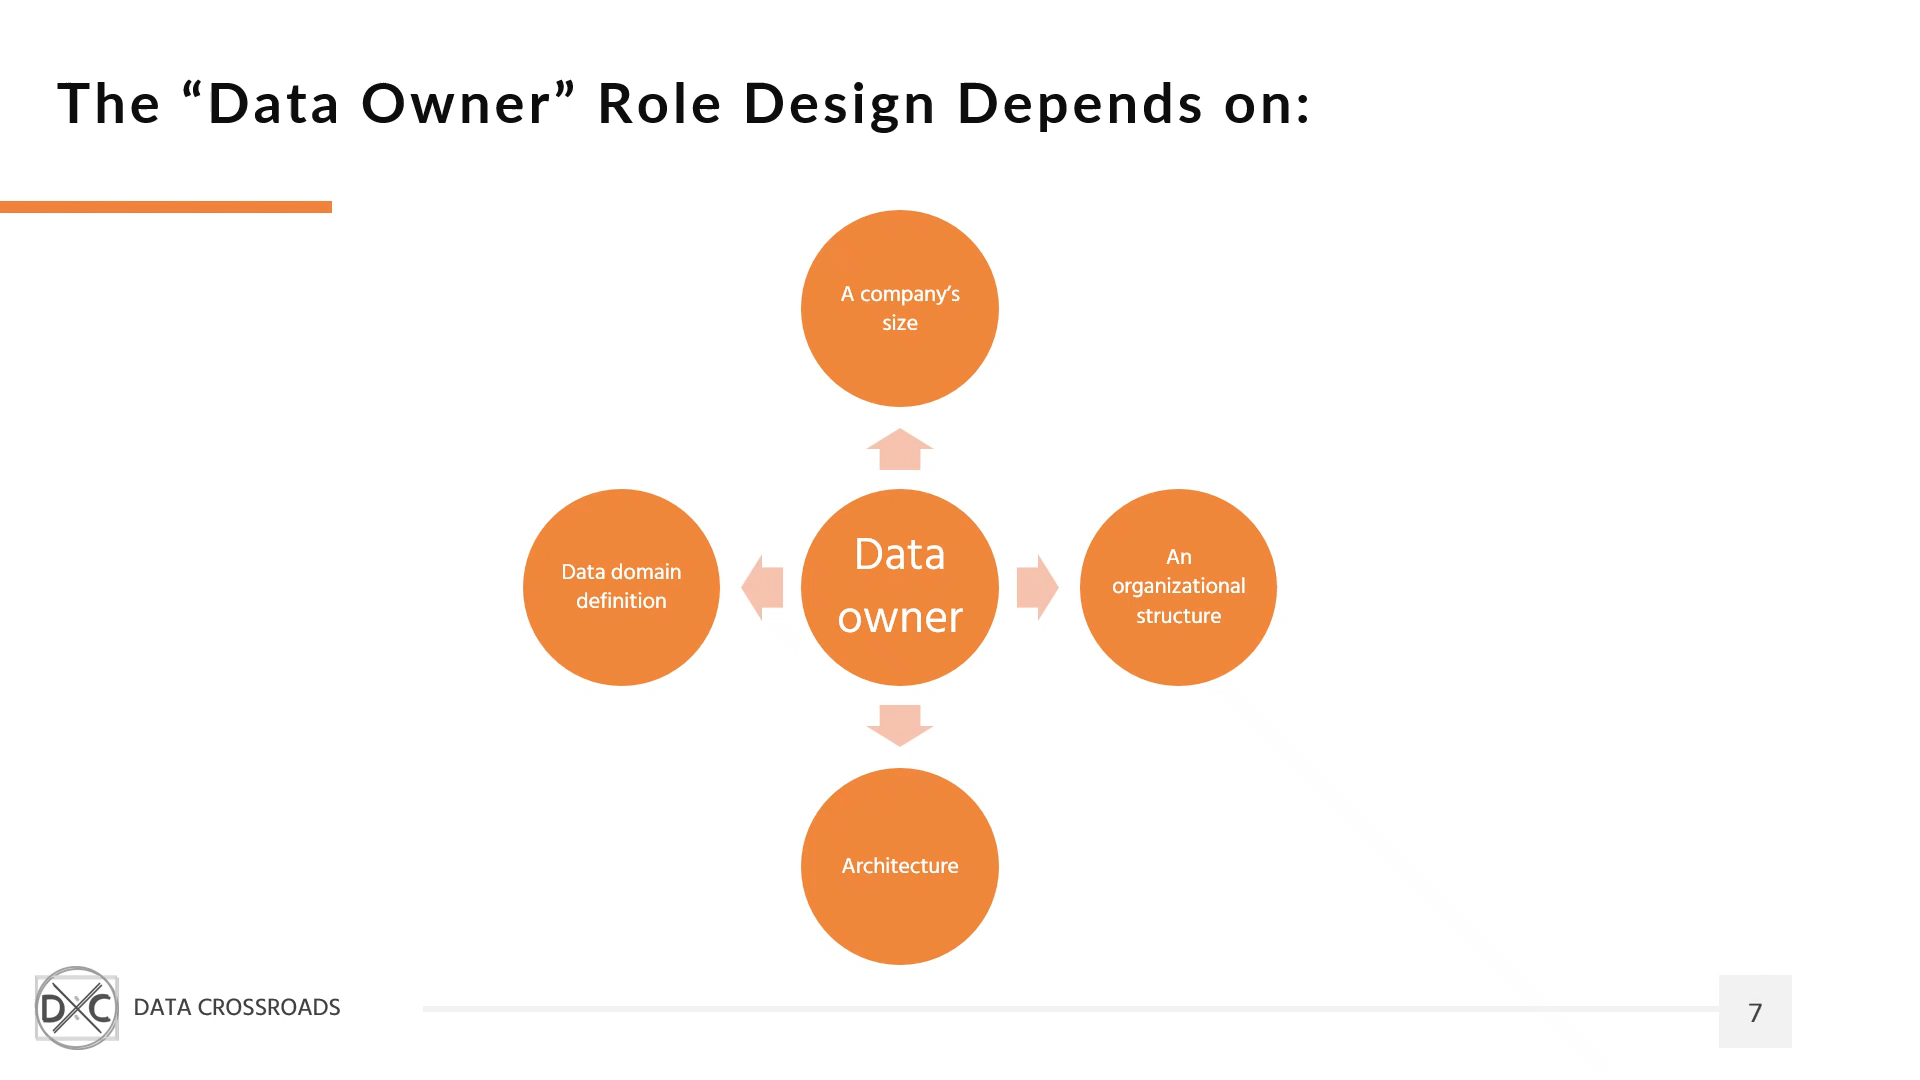 The “Data Owner” Role Design Depends on:
A company’s
size
Data domain
definition
Data
owner
An
organizational
structure
Architecture
DC
DATA CROSSROADS
7